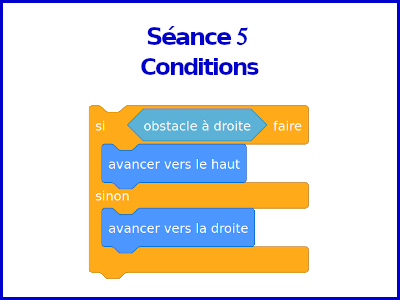 Séance 5
Conditions
si obstacle à droite faire
avancer vers le haut
sinon
avancer vers la droite